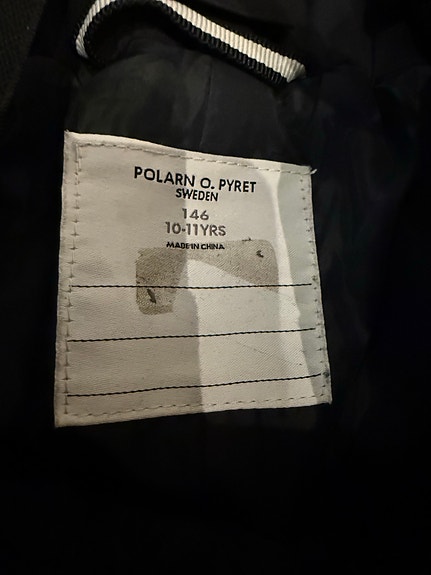 POLARN O. PYRET
SWEDEN
146
10-11YRS
MADE IN CHINA